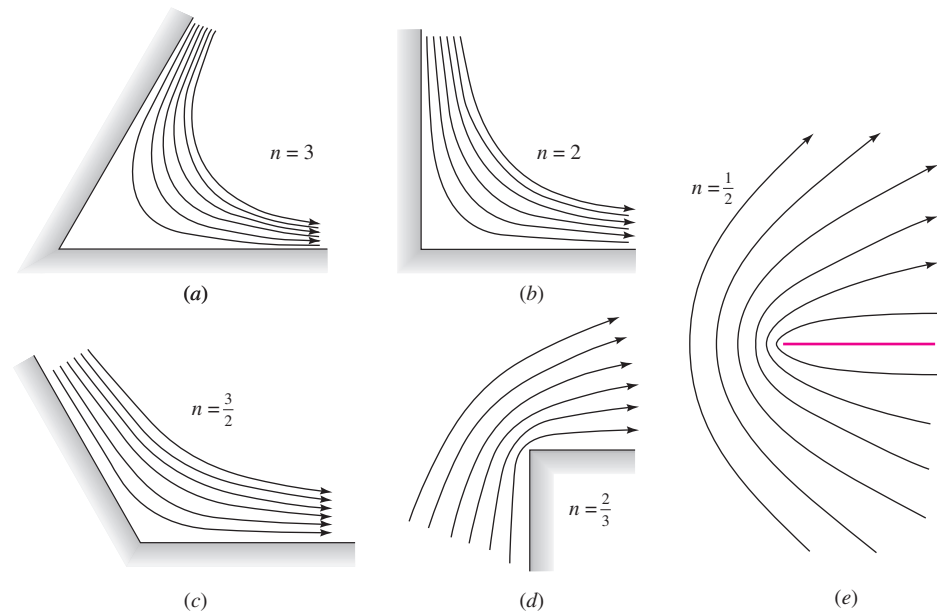 n = 3
(a)
n = 2
(b)
n = 1/2
n = 3/2
(c)
n = 2/3
(d)
(e)